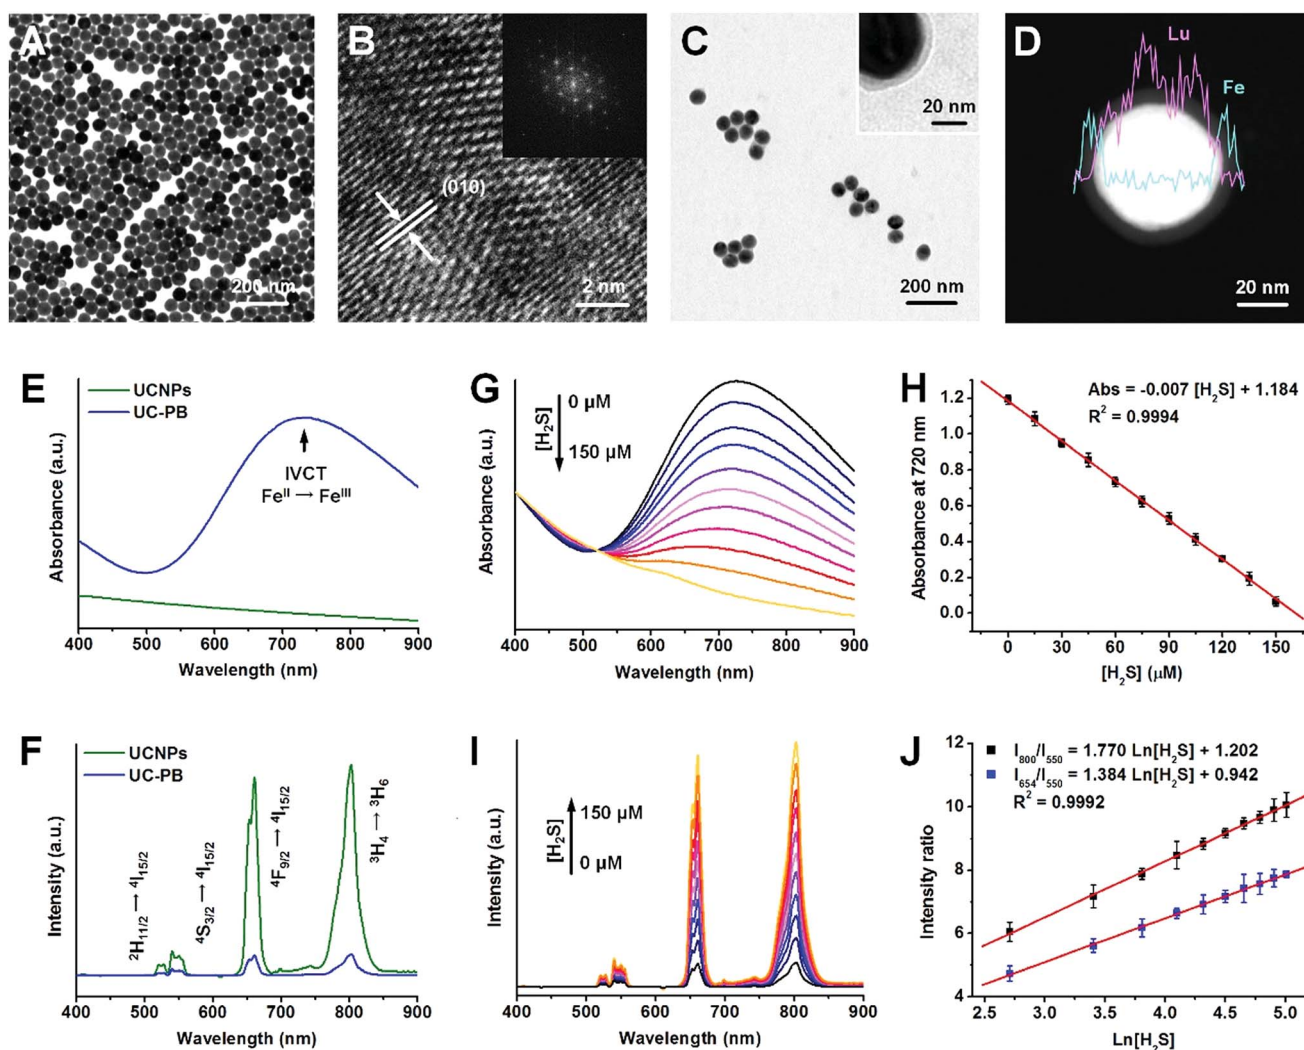 A
200 nm
B
(010)
2 nm
C
20 nm
200 nm
D
Lu
Fe
20 nm
E
UCNPs
UC-PB
IVCT
Feᴵᴵ → Feᴵᴵᴵ
Absorbance (a.u.)
400 500 600 700 800 900
Wavelength (nm)
G
[H₂S]
0 μM
150 μM
Absorbance (a.u.)
400 500 600 700 800 900
Wavelength (nm)
H
Abs = -0.007 [H₂S] + 1.184
R² = 0.9994
Absorbance at 720 nm
1.2
1.0
0.8
0.6
0.4
0.2
0.0
0 30 60 90 120 150
[H₂S] (μM)
F
UCNPs
UC-PB
²H₁₁/₂ → ⁴I₁₅/₂
⁴S₃/₂ → ⁴I₁₅/₂
⁴F₉/₂ → ⁴I₁₅/₂
³H₄ → ³H₆
Intensity (a.u.)
400 500 600 700 800 900
Wavelength (nm)
I
[H₂S]
150 μM
0 μM
Intensity (a.u.)
400 500 600 700 800 900
Wavelength (nm)
J
I₈₀₀/I₅₅₀ = 1.770 Ln[H₂S] + 1.202
I₆₅₄/I₅₅₀ = 1.384 Ln[H₂S] + 0.942
R² = 0.9992
Intensity ratio
12
10
8
6
4
2.5 3.0 3.5 4.0 4.5 5.0
Ln[H₂S]